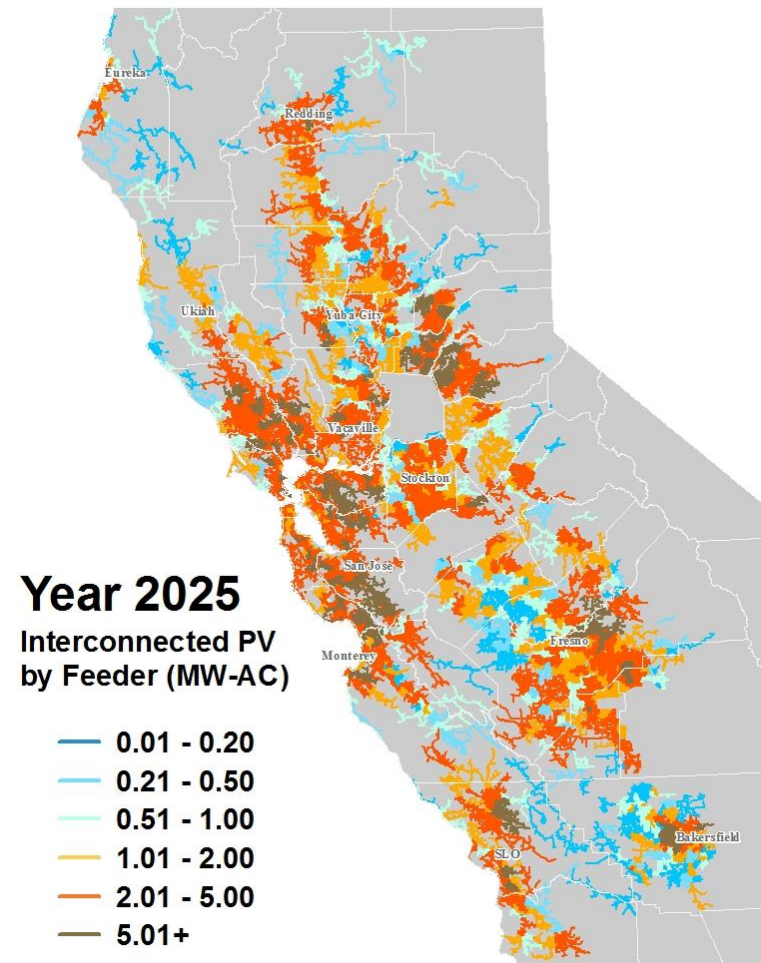 Eureka
Redding
Ukiah
Yuba City
Vacaville
Stockton
San Jose
Monterey
Fresno
SLO
Bakersfield
Year 2025
Interconnected PV
by Feeder (MW-AC)
0.01 - 0.20
0.21 - 0.50
0.51 - 1.00
1.01 - 2.00
2.01 - 5.00
5.01+